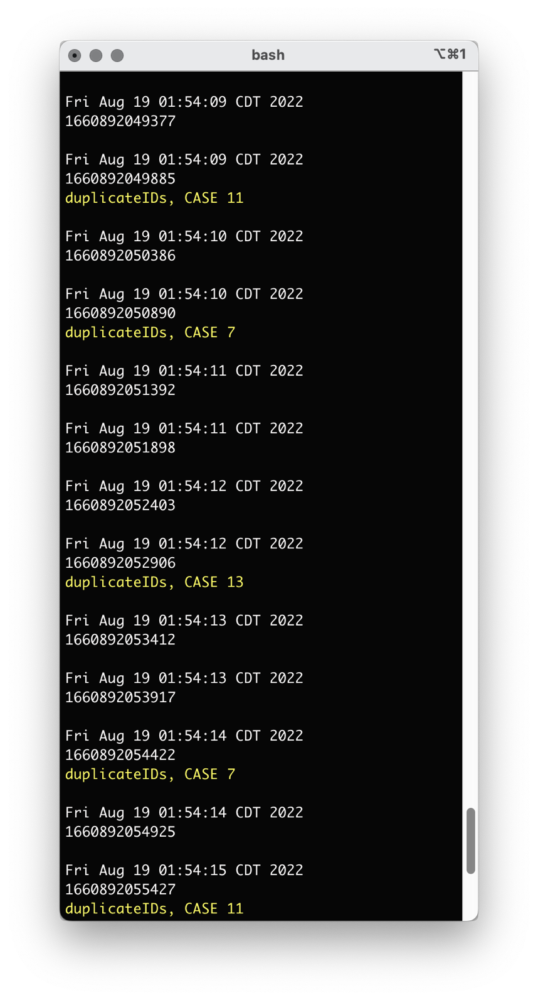 bash
⌥⌘1
Fri Aug 19 01:54:09 CDT 2022
1660892049377
Fri Aug 19 01:54:09 CDT 2022
1660892049885
duplicateIDs, CASE 11
Fri Aug 19 01:54:10 CDT 2022
1660892050386
Fri Aug 19 01:54:10 CDT 2022
1660892050890
duplicateIDs, CASE 7
Fri Aug 19 01:54:11 CDT 2022
1660892051392
Fri Aug 19 01:54:11 CDT 2022
1660892051898
Fri Aug 19 01:54:12 CDT 2022
1660892052403
Fri Aug 19 01:54:12 CDT 2022
1660892052906
duplicateIDs, CASE 13
Fri Aug 19 01:54:13 CDT 2022
1660892053412
Fri Aug 19 01:54:13 CDT 2022
1660892053917
Fri Aug 19 01:54:14 CDT 2022
1660892054422
duplicateIDs, CASE 7
Fri Aug 19 01:54:14 CDT 2022
1660892054925
Fri Aug 19 01:54:15 CDT 2022
1660892055427
duplicateIDs, CASE 11